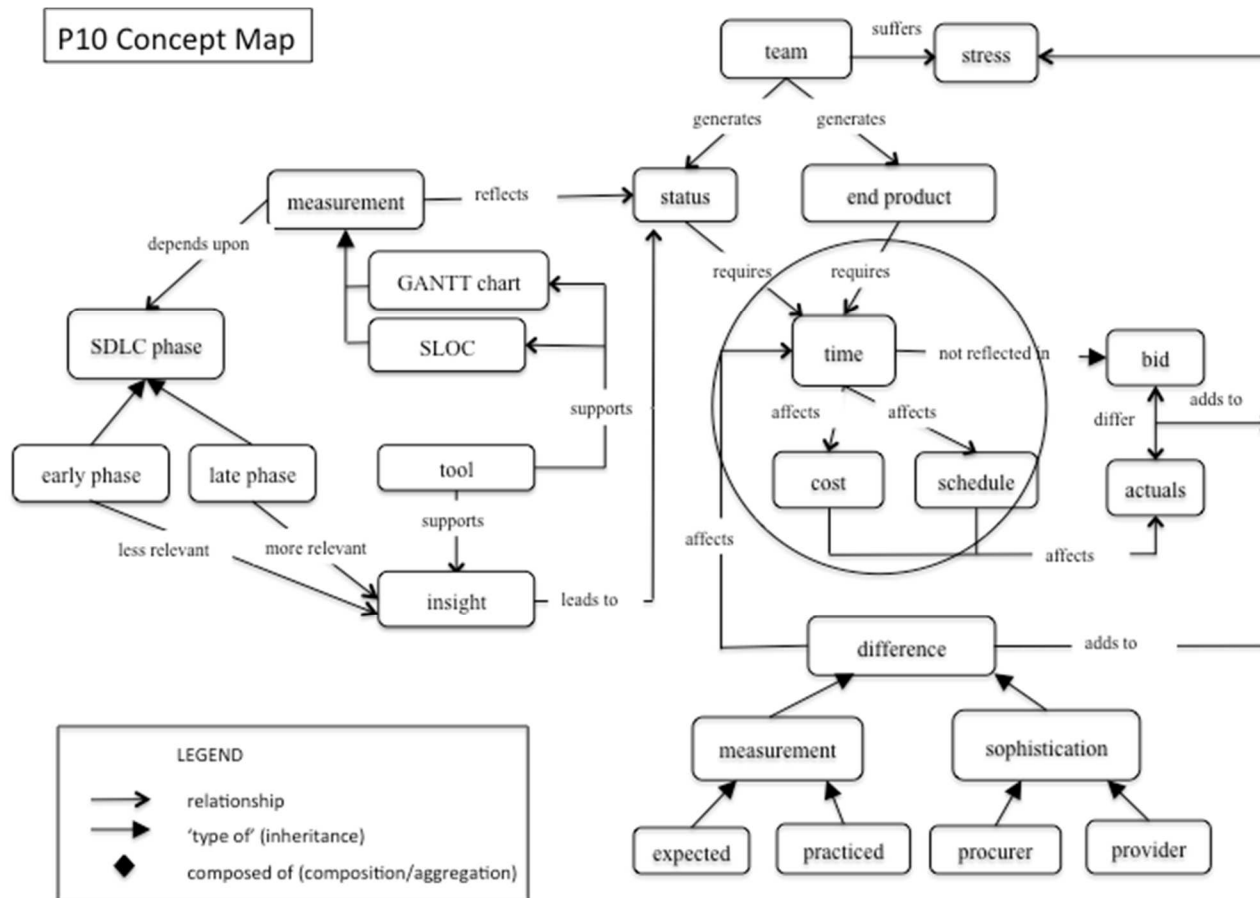 P10 Concept Map
team
suffers
stress
generates
generates
measurement
reflects
status
end product
depends upon
requires
requires
GANTT chart
SDLC phase
SLOC
time
not reflected in
bid
supports
affects
affects
differ
adds to
early phase
late phase
tool
cost
schedule
actuals
supports
less relevant
more relevant
affects
affects
insight
leads to
difference
adds to
measurement
sophistication
expected
practiced
procurer
provider
LEGEND
relationship
'type of' (inheritance)
composed of (composition/aggregation)